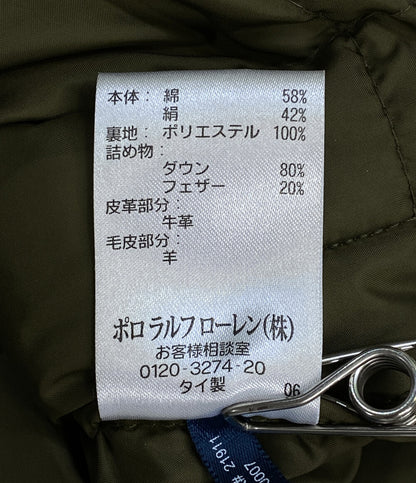 本体: 綿 58%
絹 42%
裏地: ポリエステル 100%
詰め物:
ダウン 80%
フェザー 20%
皮革部分:
牛革
毛皮部分:
羊
ポロ ラルフ ローレン(株)
お客様相談室
0120-3274-20
タイ製 06
0007
# 21911